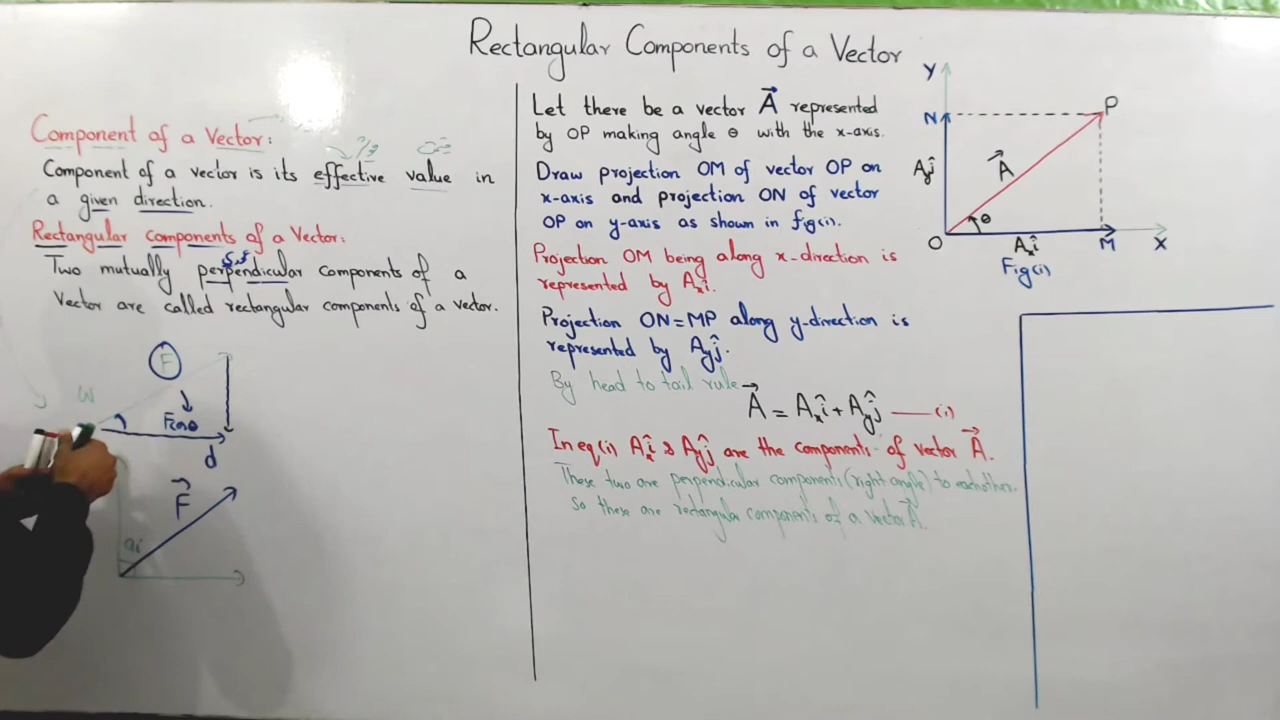 Rectangular Components of a Vector
Component of a Vector:
Component of a vector is its effective value in
a given direction.
Rectangular components of a Vector:
Two mutually perpendicular components of a
Vector are called rectangular components of a vector.
F
W
Fcosθ
d
F⃗
90
Let there be a vector A⃗ represented
by OP making angle θ with the x-axis.
Draw projection OM of vector OP on
x-axis and projection ON of vector
OP on y-axis as shown in fig(i).
Projection OM being along x-direction is
represented by Aₓî.
Projection ON=MP along y-direction is
represented by Ayĵ.
By head to tail rule
A⃗ = Aₓî + Ayĵ —— (i)
In eq(i) Aₓî & Ayĵ are the components of vector A⃗.
These two are perpendicular components (right angle) to eachother.
So these are rectangular components of a vector A⃗.
Y
N
P
Ayĵ
A⃗
θ
O
Aₓî
M
X
Fig(i)